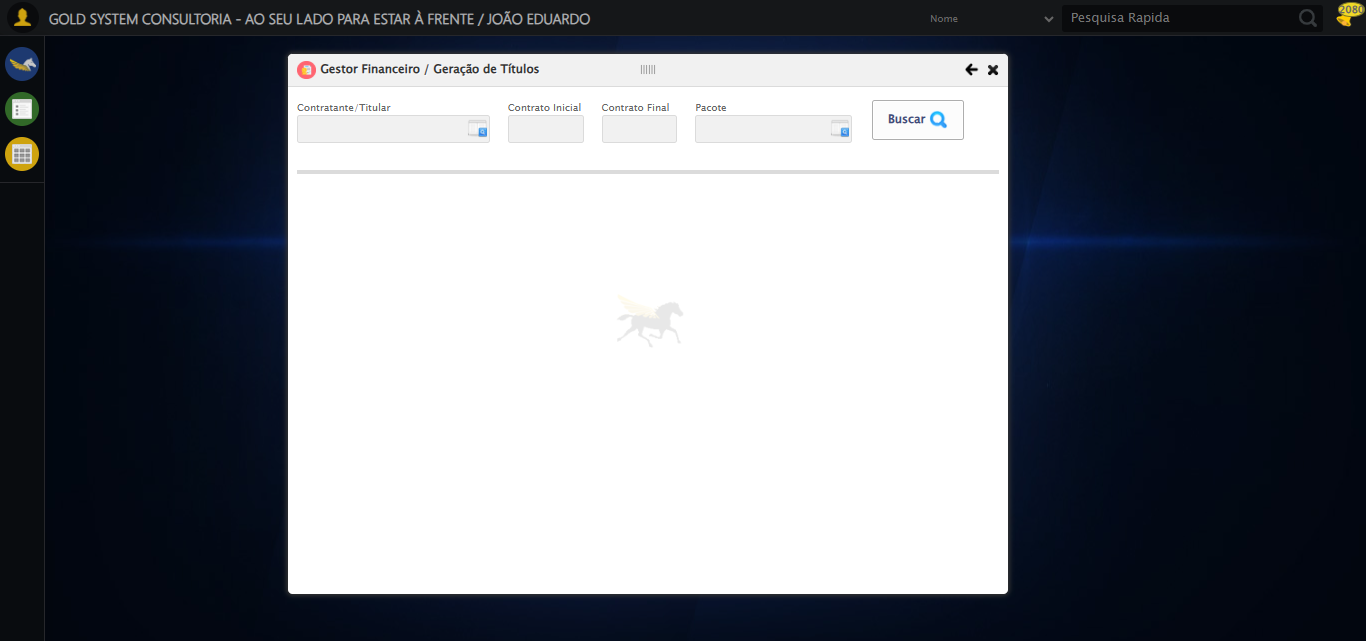 GOLD SYSTEM CONSULTORIA - AO SEU LADO PARA ESTAR À FRENTE / JOÃO EDUARDO
Nome
Pesquisa Rapida
2080
Gestor Financeiro / Geração de Títulos
Contratante/Titular
Contrato Inicial
Contrato Final
Pacote
Buscar